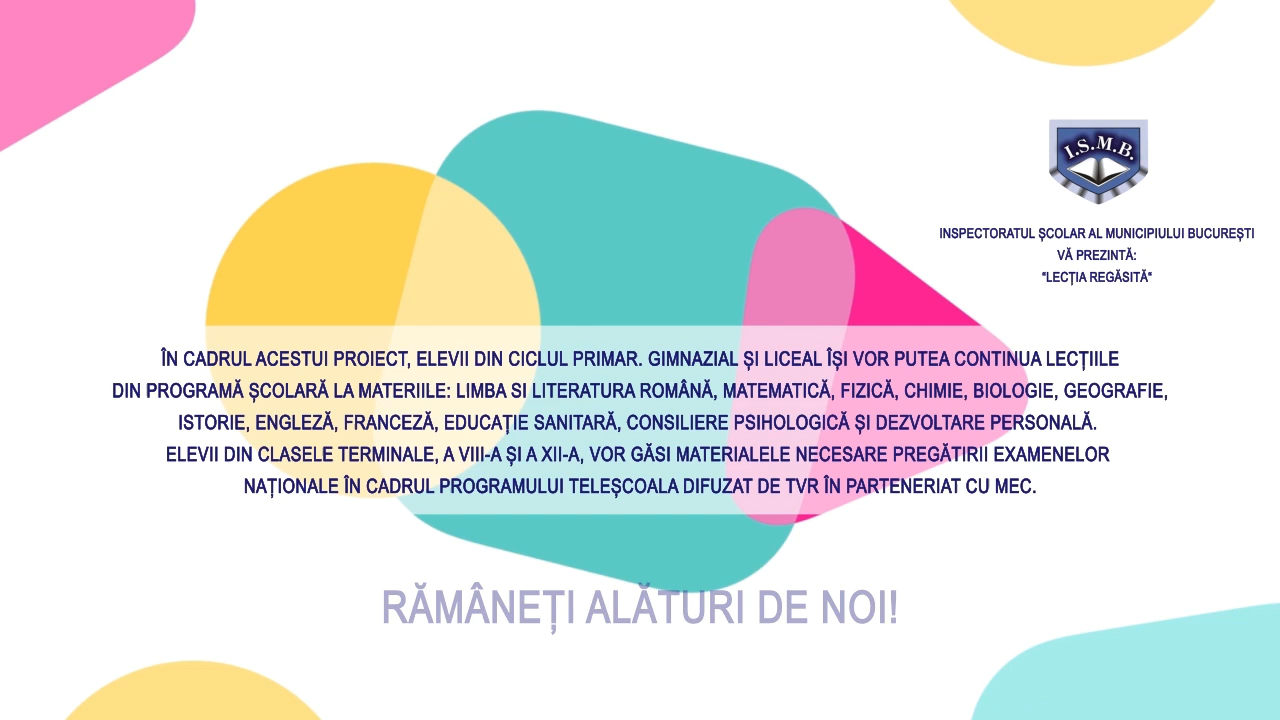 I.S.M.B.
INSPECTORATUL ȘCOLAR AL MUNICIPIULUI BUCUREȘTI
VĂ PREZINTĂ:
"LECȚIA REGĂSITĂ"
ÎN CADRUL ACESTUI PROIECT, ELEVII DIN CICLUL PRIMAR. GIMNAZIAL ȘI LICEAL ÎȘI VOR PUTEA CONTINUA LECȚIILE
DIN PROGRAMĂ ȘCOLARĂ LA MATERIILE: LIMBA SI LITERATURA ROMÂNĂ, MATEMATICĂ, FIZICĂ, CHIMIE, BIOLOGIE, GEOGRAFIE,
ISTORIE, ENGLEZĂ, FRANCEZĂ, EDUCAȚIE SANITARĂ, CONSILIERE PSIHOLOGICĂ ȘI DEZVOLTARE PERSONALĂ.
ELEVII DIN CLASELE TERMINALE, A VIII-A ȘI A XII-A, VOR GĂSI MATERIALELE NECESARE PREGĂTIRII EXAMENELOR
NAȚIONALE ÎN CADRUL PROGRAMULUI TELEȘCOALA DIFUZAT DE TVR ÎN PARTENERIAT CU MEC.
RĂMÂNEȚI ALĂTURI DE NOI!